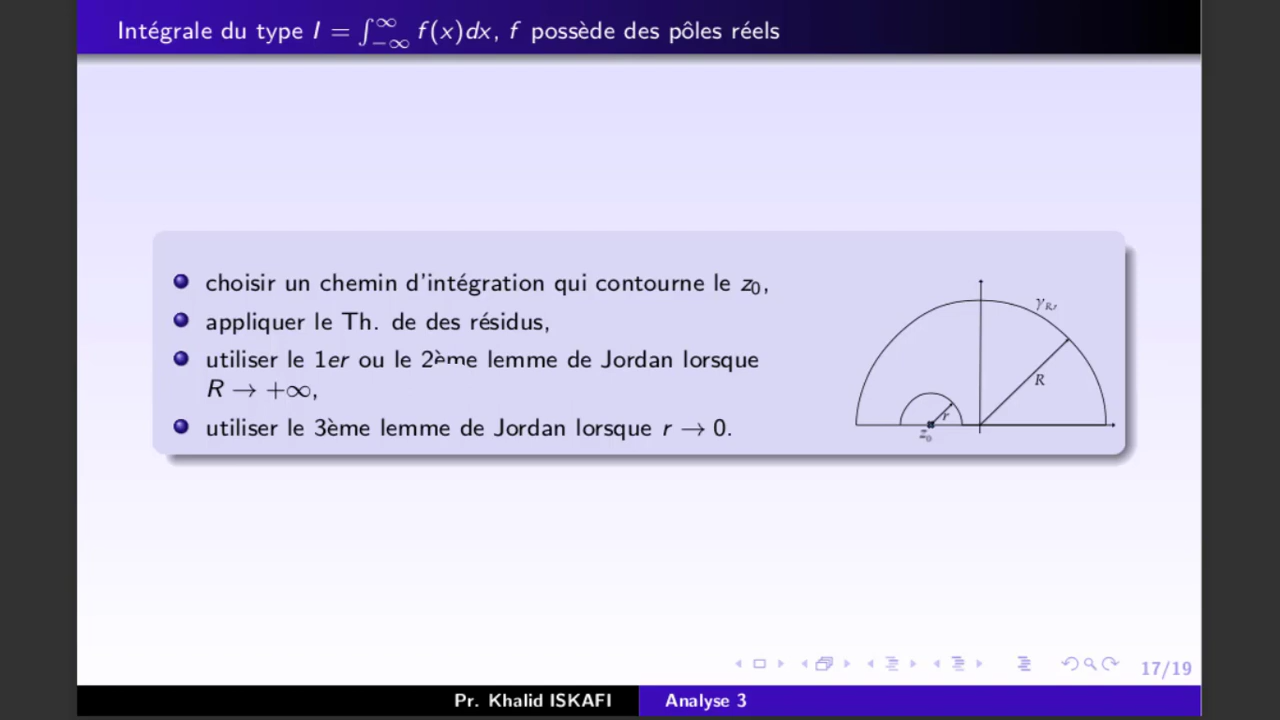 Intégrale du type I = ∫_{-∞}^{∞} f(x)dx, f possède des pôles réels
choisir un chemin d'intégration qui contourne le z₀,
appliquer le Th. de des résidus,
utiliser le 1er ou le 2ème lemme de Jordan lorsque
R → +∞,
utiliser le 3ème lemme de Jordan lorsque r → 0.
γ_{R,r}
R
r
z₀
17/19
Pr. Khalid ISKAFI
Analyse 3